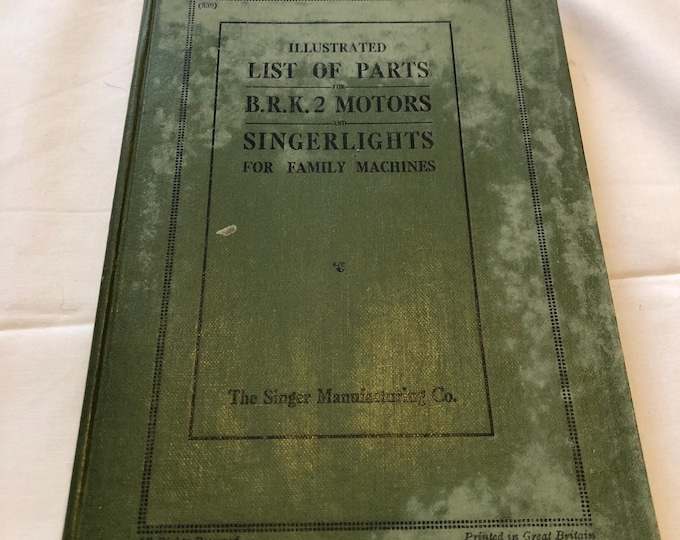 (539)
ILLUSTRATED
LIST OF PARTS
FOR
B.R.K. 2 MOTORS
AND
SINGERLIGHTS
FOR FAMILY MACHINES
The Singer Manufacturing Co.
Printed in Great Britain